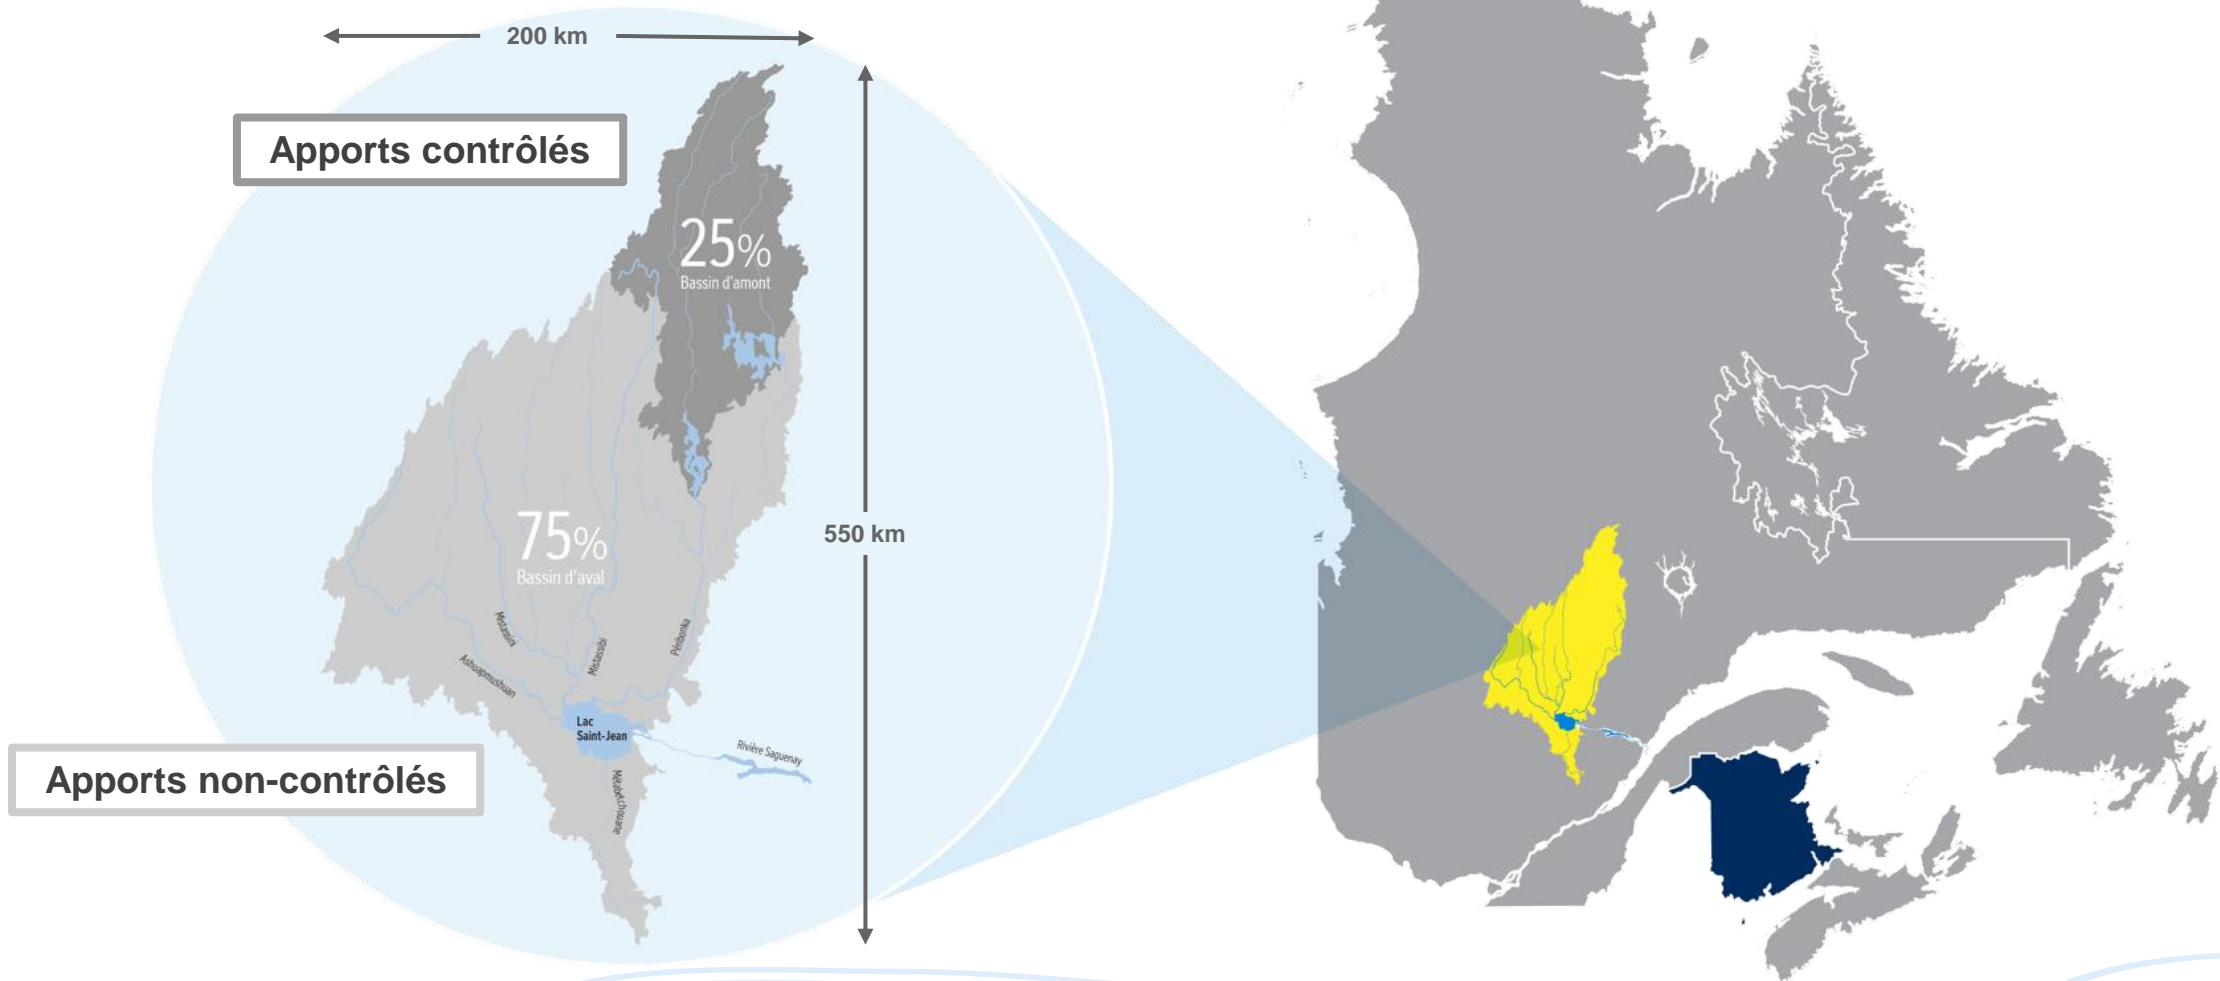 200 km
Apports contrôlés
25%
Bassin d'amont
550 km
75%
Bassin d'aval
Mistassini
Mistassibi
Péribonka
Ashuapmushuan
Lac
Saint-Jean
Rivière Saguenay
Apports non-contrôlés
Métabetchouane